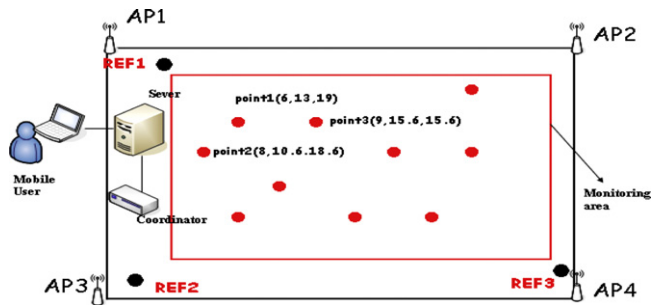 AP1
AP2
REF1
Sever
point1(6,13,19)
point3(9,15.6,15.6)
point2(8,10.6.18.6)
Mobile
User
Monitoring
area
Coordinator
AP3
REF2
REF3
AP4